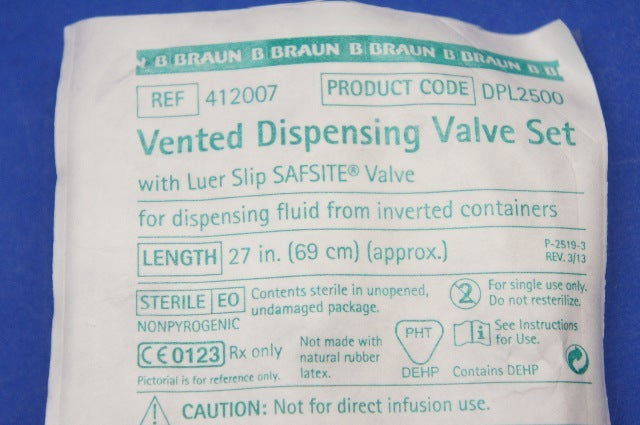 B BRAUN B BRAUN B BRAUN B BRAUN B B
REF 412007 PRODUCT CODE DPL2500
Vented Dispensing Valve Set
with Luer Slip SAFSITE® Valve
for dispensing fluid from inverted containers
LENGTH 27 in. (69 cm) (approx.)
P-2519-3
REV. 3/13
STERILE EO
Contents sterile in unopened,
undamaged package.
2
For single use only.
Do not resterilize.
NONPYROGENIC
CE0123 Rx only
Not made with
natural rubber
latex.
PHT
DEHP
i
See Instructions
for Use.
Contains DEHP
Pictorial is for reference only.
CAUTION: Not for direct infusion use.